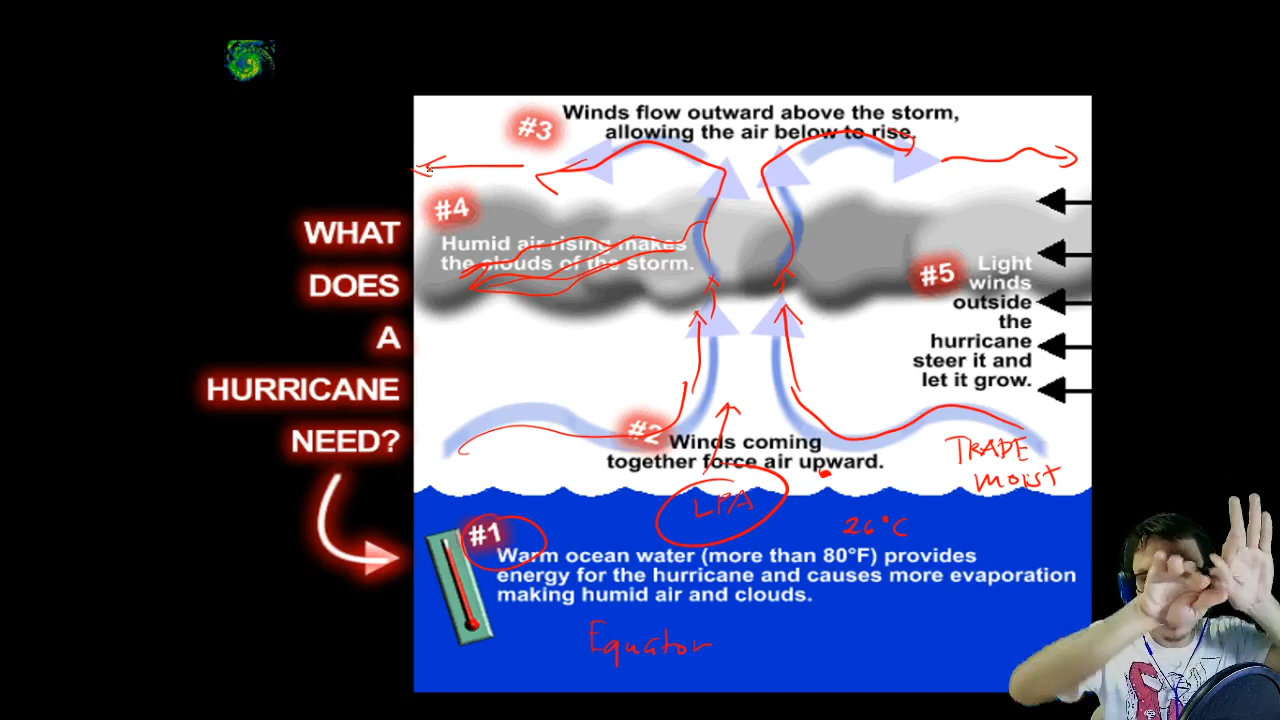 #3
Winds flow outward above the storm,
allowing the air below to rise.
#4
Humid air rising makes
the clouds of the storm.
#5
Light
winds
outside
the
hurricane
steer it and
let it grow.
WHAT
DOES
A
HURRICANE
NEED?
#2
Winds coming
together force air upward.
TRADE
moist
LPA
26°C
#1
Warm ocean water (more than 80°F) provides
energy for the hurricane and causes more evaporation
making humid air and clouds.
Equator